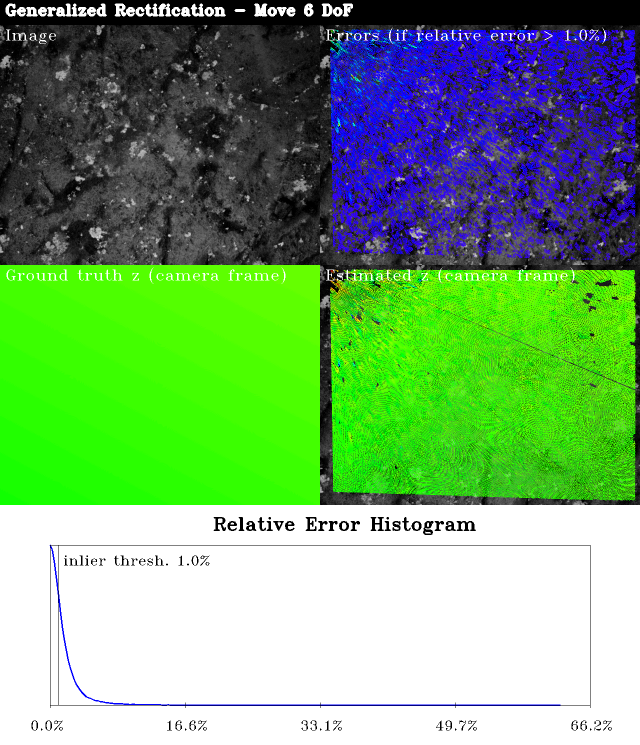 Generalized Rectification - Move 6 DoF
Image
Errors (if relative error > 1.0%)
Ground truth z (camera frame)
Estimated z (camera frame)
Relative Error Histogram
inlier thresh. 1.0%
0.0% 16.6% 33.1% 49.7% 66.2%